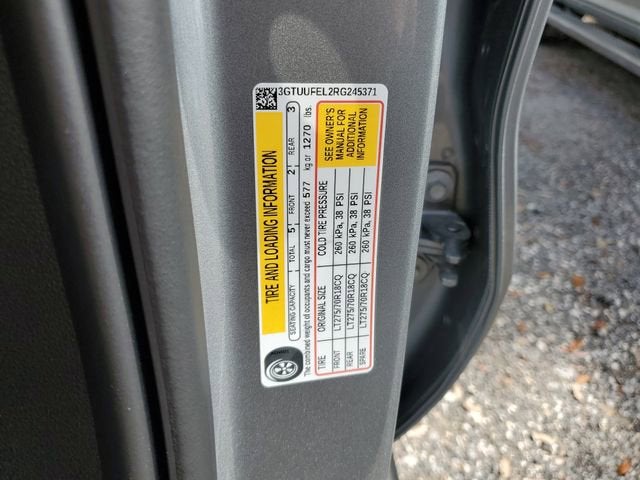 3GTUUFEL2RG245371
TIRE AND LOADING INFORMATION
SEATING CAPACITY TOTAL 5 FRONT 2 REAR 3
The combined weight of occupants and cargo must never exceed 577 kg or 1270 lbs.
TIRE ORIGINAL SIZE COLD TIRE PRESSURE
FRONT LT275/70R18CQ 260 kPa, 38 PSI
REAR LT275/70R18CQ 260 kPa, 38 PSI
SPARE LT275/70R18CQ 260 kPa, 38 PSI
SEE OWNER'S
MANUAL FOR
ADDITIONAL
INFORMATION